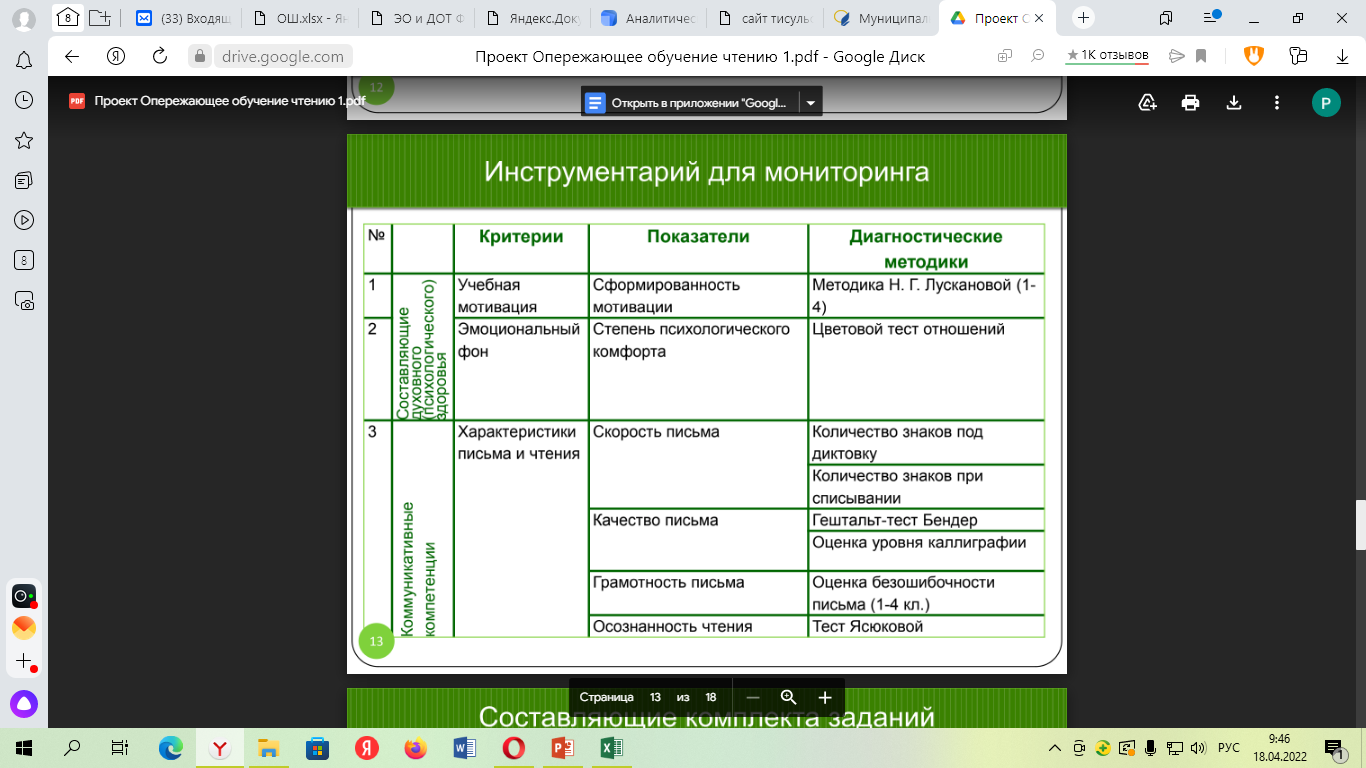 (33) Входящ
ОШ.xlsx - Ян
ЭО и ДОТ Ф
Яндекс.Доку
Аналитичес
сайт тисульс
Муниципал
Проект С
drive.google.com
Проект Опережающее обучение чтению 1.pdf - Google Диск
★1K отзывов
12
PDF
Проект Опережающее обучение чтению 1.pdf
Открыть в приложении "Googl...
P
Инструментарий для мониторинга
№
Критерии
Показатели
Диагностические
методики
1
Составляющие
духовного
(психологического)
здоровья
Учебная
мотивация
Сформированность
мотивации
Методика Н. Г. Лускановой (1-
4)
2
Эмоциональный
фон
Степень психологического
комфорта
Цветовой тест отношений
3
Коммуникативные
компетенции
Характеристики
письма и чтения
Скорость письма
Количество знаков под
диктовку
Количество знаков при
списывании
Качество письма
Гештальт-тест Бендер
Оценка уровня каллиграфии
Грамотность письма
Оценка безошибочности
письма (1-4 кл.)
Осознанность чтения
Тест Ясюковой
13
Страница 13 из 18
Составляющие комплекта заданий
8
РУС
9:46
18.04.2022
1